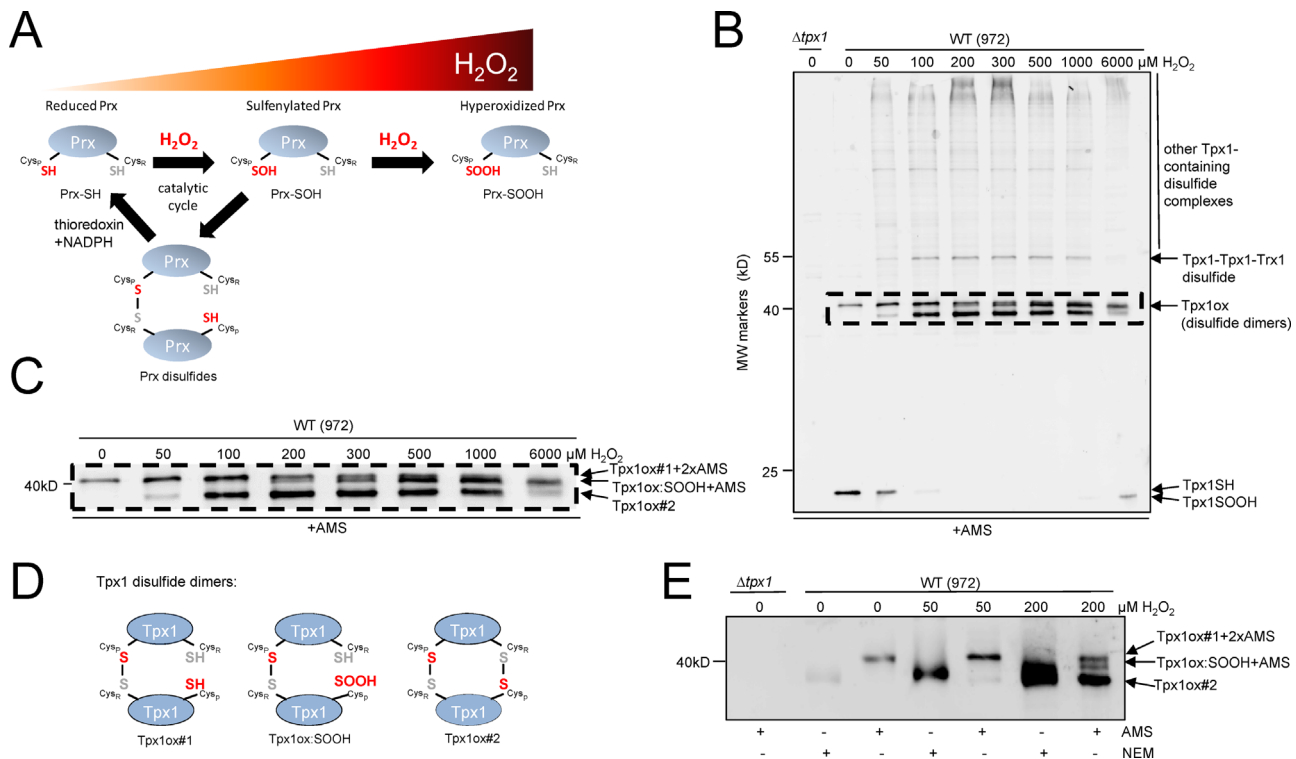 A
H2O2
Reduced Prx
Sulfenylated Prx
Hyperoxidized Prx
Prx
H2O2
Prx
H2O2
Prx
CysP
CysR
CysP
CysR
CysP
CysR
SH
SH
SOH
SH
SOOH
SH
Prx-SH
catalytic
cycle
Prx-SOH
Prx-SOOH
thioredoxin
+NADPH
Prx
CysP
CysR
S
SH
S
SH
CysR
CysP
Prx
Prx disulfides
B
Δtpx1
WT (972)
0 0 50 100 200 300 500 1000 6000 µM H2O2
MW markers (kD)
55
40
25
other Tpx1-
containing
disulfide
complexes
Tpx1-Tpx1-Trx1
disulfide
Tpx1ox
(disulfide dimers)
Tpx1SH
Tpx1SOOH
+AMS
C
WT (972)
0 50 100 200 300 500 1000 6000 µM H2O2
40kD
Tpx1ox#1+2xAMS
Tpx1ox:SOOH+AMS
Tpx1ox#2
+AMS
D
Tpx1 disulfide dimers:
Tpx1
Tpx1
Tpx1
CysP
CysR
CysP
CysR
CysP
CysR
S
SH
S
SH
S
S
S
SH
S
SOOH
S
S
CysR
CysP
CysR
CysP
CysR
CysP
Tpx1
Tpx1
Tpx1
Tpx1ox#1
Tpx1ox:SOOH
Tpx1ox#2
E
Δtpx1
WT (972)
0 0 0 50 50 200 200 µM H2O2
40kD
Tpx1ox#1+2xAMS
Tpx1ox:SOOH+AMS
Tpx1ox#2
+ - + - + - + AMS
- + - + - + - NEM